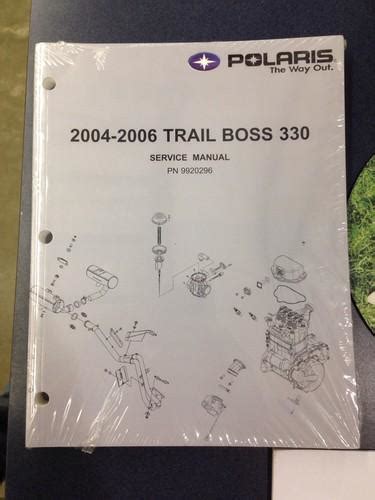 POLARIS
The Way Out.
2004-2006 TRAIL BOSS 330
SERVICE MANUAL
PN 9920296